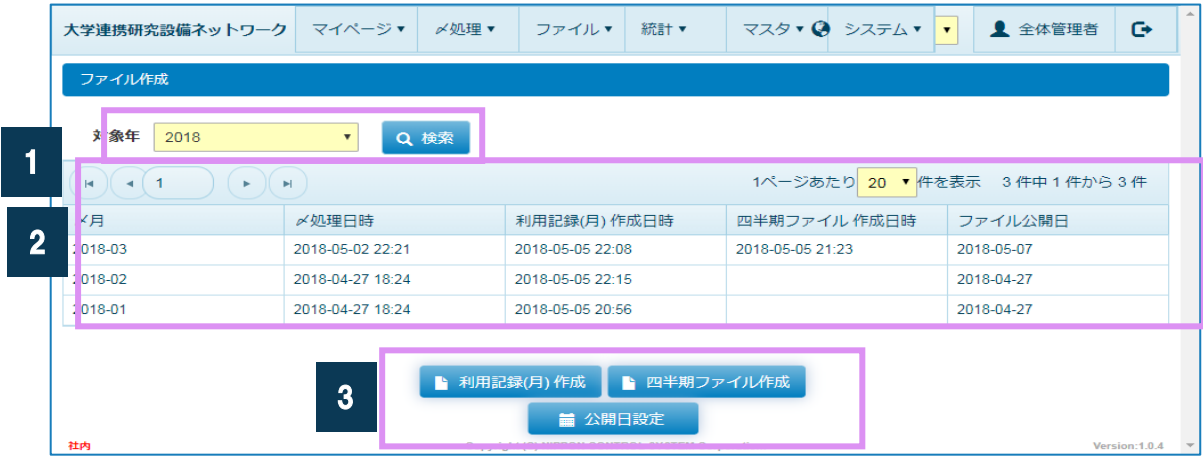 大学連携研究設備ネットワーク マイページ▼ 〆処理▼ ファイル▼ 統計▼ マスタ▼ システム▼ ▼ 全体管理者
ファイル作成
対象年 2018 ▼ 検索
1
1 1ページあたり 20 ▼ 件を表示 3 件中 1 件から 3 件
2
〆月 〆処理日時 利用記録(月) 作成日時 四半期ファイル 作成日時 ファイル公開日
2018-03 2018-05-02 22:21 2018-05-05 22:08 2018-05-05 21:23 2018-05-07
2018-02 2018-04-27 18:24 2018-05-05 22:15 2018-04-27
2018-01 2018-04-27 18:24 2018-05-05 20:56 2018-04-27
3
利用記録(月) 作成 四半期ファイル作成
公開日設定
社内 Version:1.0.4